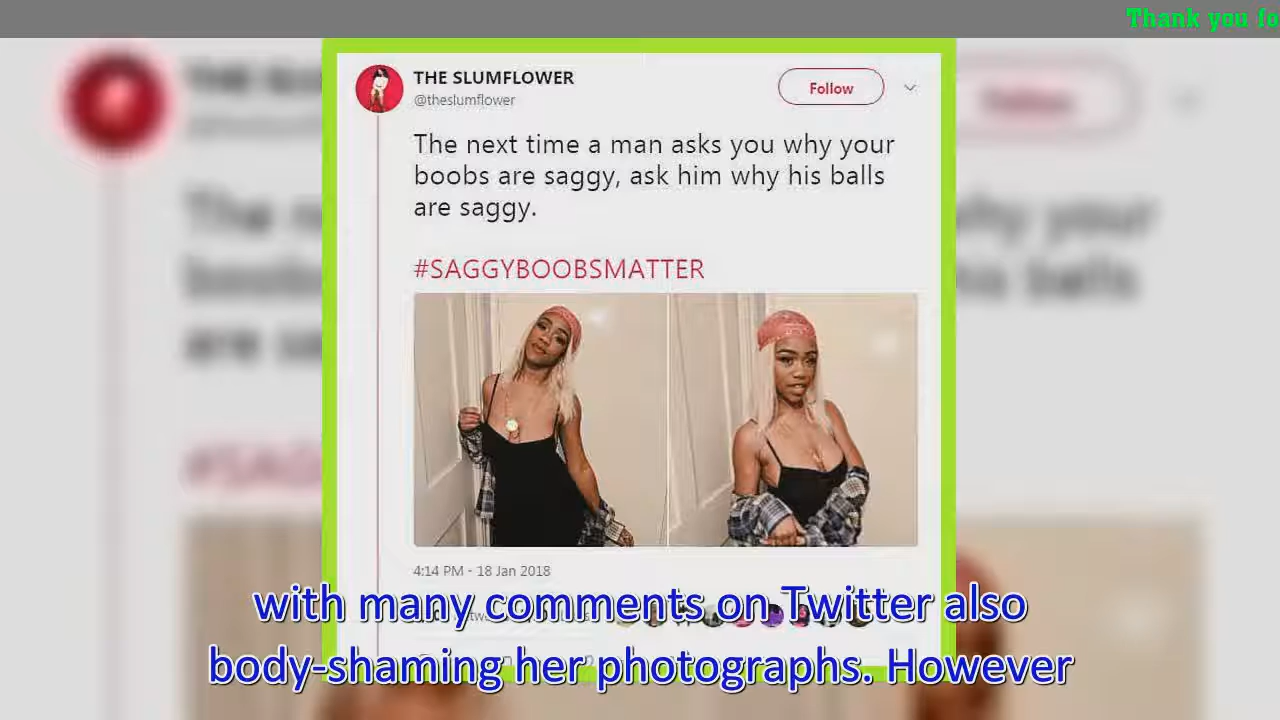 Thank you fo
THE SLUMFLOWER
@theslumflower
Follow
The next time a man asks you why your
boobs are saggy, ask him why his balls
are saggy.
#SAGGYBOOBSMATTER
4:14 PM - 18 Jan 2018
with many comments on Twitter also
body-shaming her photographs. However